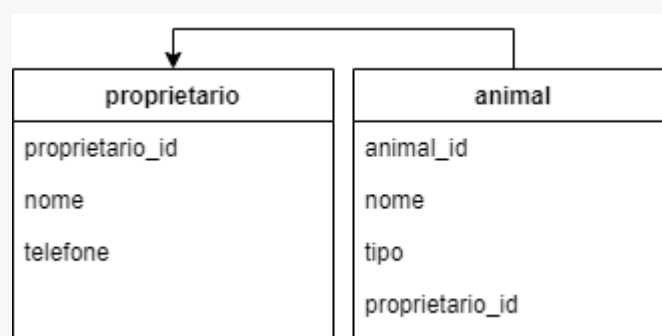 proprietario
proprietario_id
nome
telefone
animal
animal_id
nome
tipo
proprietario_id